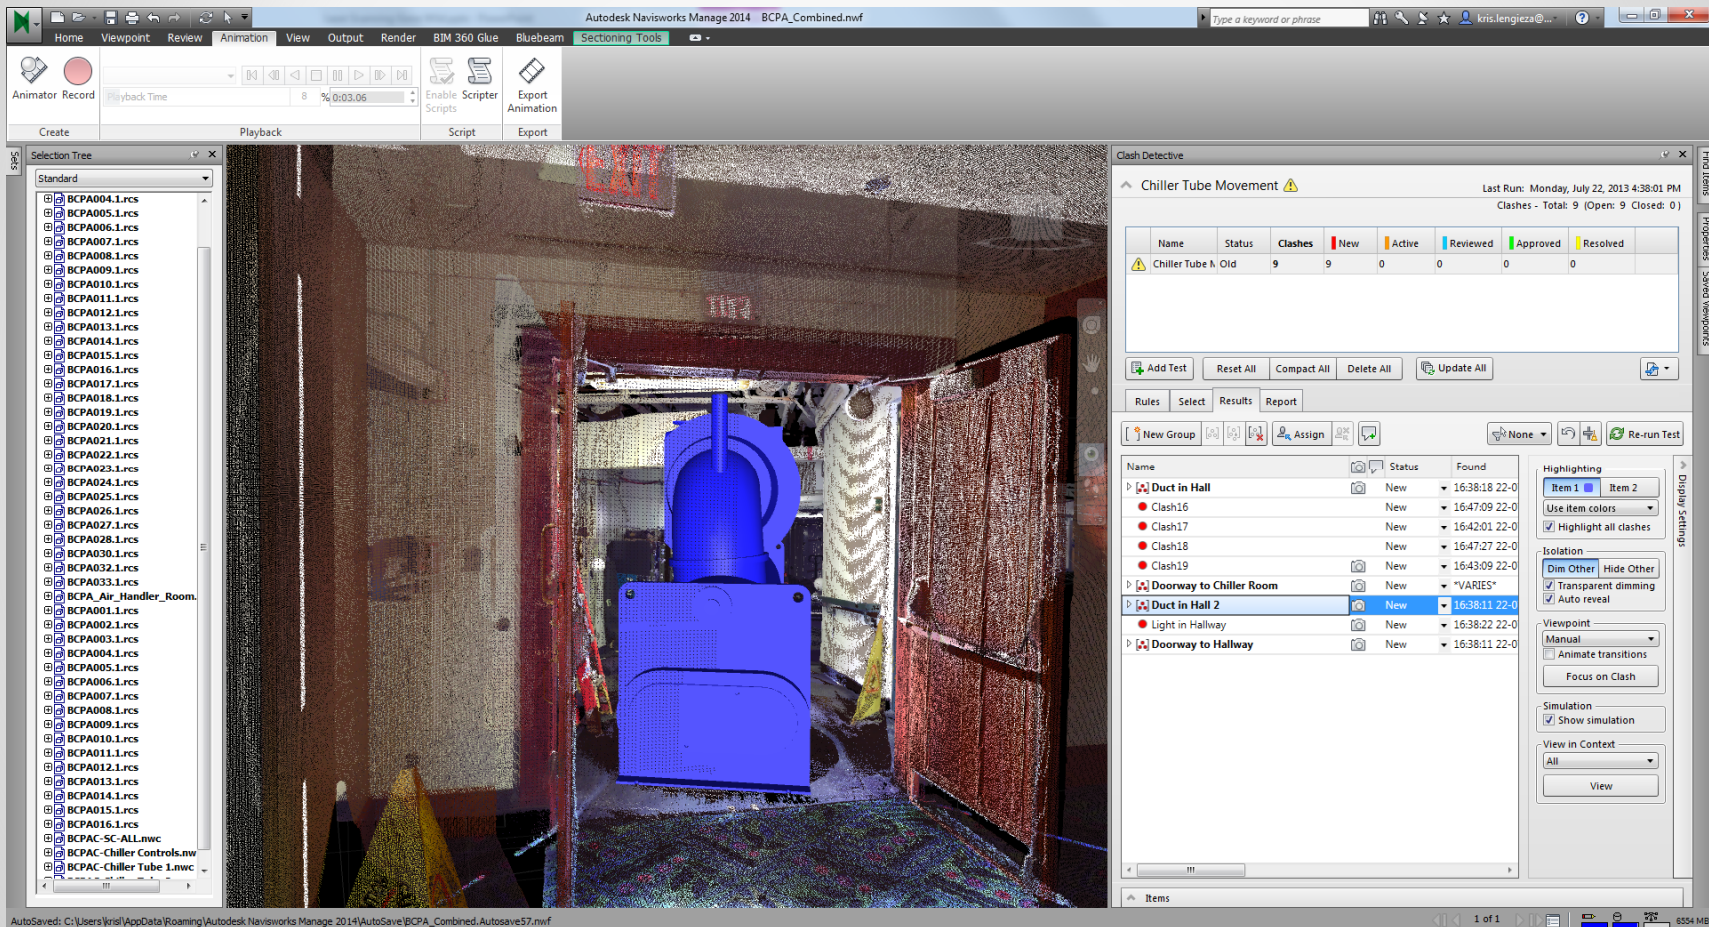 Autodesk Navisworks Manage 2014 BCPA_Combined.nwf
Type a keyword or phrase
kris.lengieza@...
Home Viewpoint Review Animation View Output Render BIM 360 Glue Bluebeam Sectioning Tools
Animator Record
Playback Time 8 % 0:03.06
Enable Scripts
Scripter
Export Animation
Create Playback Script Export
Sets
Selection Tree
Standard
BCPA004.1.rcs
BCPA005.1.rcs
BCPA006.1.rcs
BCPA007.1.rcs
BCPA008.1.rcs
BCPA009.1.rcs
BCPA010.1.rcs
BCPA011.1.rcs
BCPA012.1.rcs
BCPA013.1.rcs
BCPA014.1.rcs
BCPA015.1.rcs
BCPA016.1.rcs
BCPA017.1.rcs
BCPA018.1.rcs
BCPA019.1.rcs
BCPA020.1.rcs
BCPA021.1.rcs
BCPA022.1.rcs
BCPA023.1.rcs
BCPA024.1.rcs
BCPA025.1.rcs
BCPA026.1.rcs
BCPA027.1.rcs
BCPA028.1.rcs
BCPA030.1.rcs
BCPA032.1.rcs
BCPA033.1.rcs
BCPA_Air_Handler_Room.
BCPA001.1.rcs
BCPA002.1.rcs
BCPA003.1.rcs
BCPA004.1.rcs
BCPA005.1.rcs
BCPA006.1.rcs
BCPA007.1.rcs
BCPA008.1.rcs
BCPA009.1.rcs
BCPA010.1.rcs
BCPA011.1.rcs
BCPA012.1.rcs
BCPA013.1.rcs
BCPA014.1.rcs
BCPA015.1.rcs
BCPA016.1.rcs
BCPAC-SC-ALL.nwc
BCPAC-Chiller Controls.nw
BCPAC-Chiller Tube 1.nwc
Clash Detective
Chiller Tube Movement
Last Run: Monday, July 22, 2013 4:38:01 PM
Clashes - Total: 9 (Open: 9 Closed: 0)
Name Status Clashes New Active Reviewed Approved Resolved
Chiller Tube M Old 9 9 0 0 0 0
Add Test Reset All Compact All Delete All Update All
Rules Select Results Report
New Group Assign None Re-run Test
Name Status Found
Duct in Hall New 16:38:18 22-0
Clash16 New 16:47:09 22-0
Clash17 New 16:42:01 22-0
Clash18 New 16:47:27 22-0
Clash19 New 16:43:09 22-0
Doorway to Chiller Room New *VARIES*
Duct in Hall 2 New 16:38:11 22-0
Light in Hallway New 16:38:22 22-0
Doorway to Hallway New 16:38:11 22-0
Highlighting
Item 1 Item 2
Use item colors
Highlight all clashes
Isolation
Dim Other Hide Other
Transparent dimming
Auto reveal
Viewpoint
Manual
Animate transitions
Focus on Clash
Simulation
Show simulation
View in Context
All
View
Display Settings
Items
Find Items
Properties
Saved Viewpoints
AutoSaved: C:\Users\krisl\AppData\Roaming\Autodesk Navisworks Manage 2014\AutoSave\BCPA_Combined.Autosave57.nwf
1 of 1
6554 MB